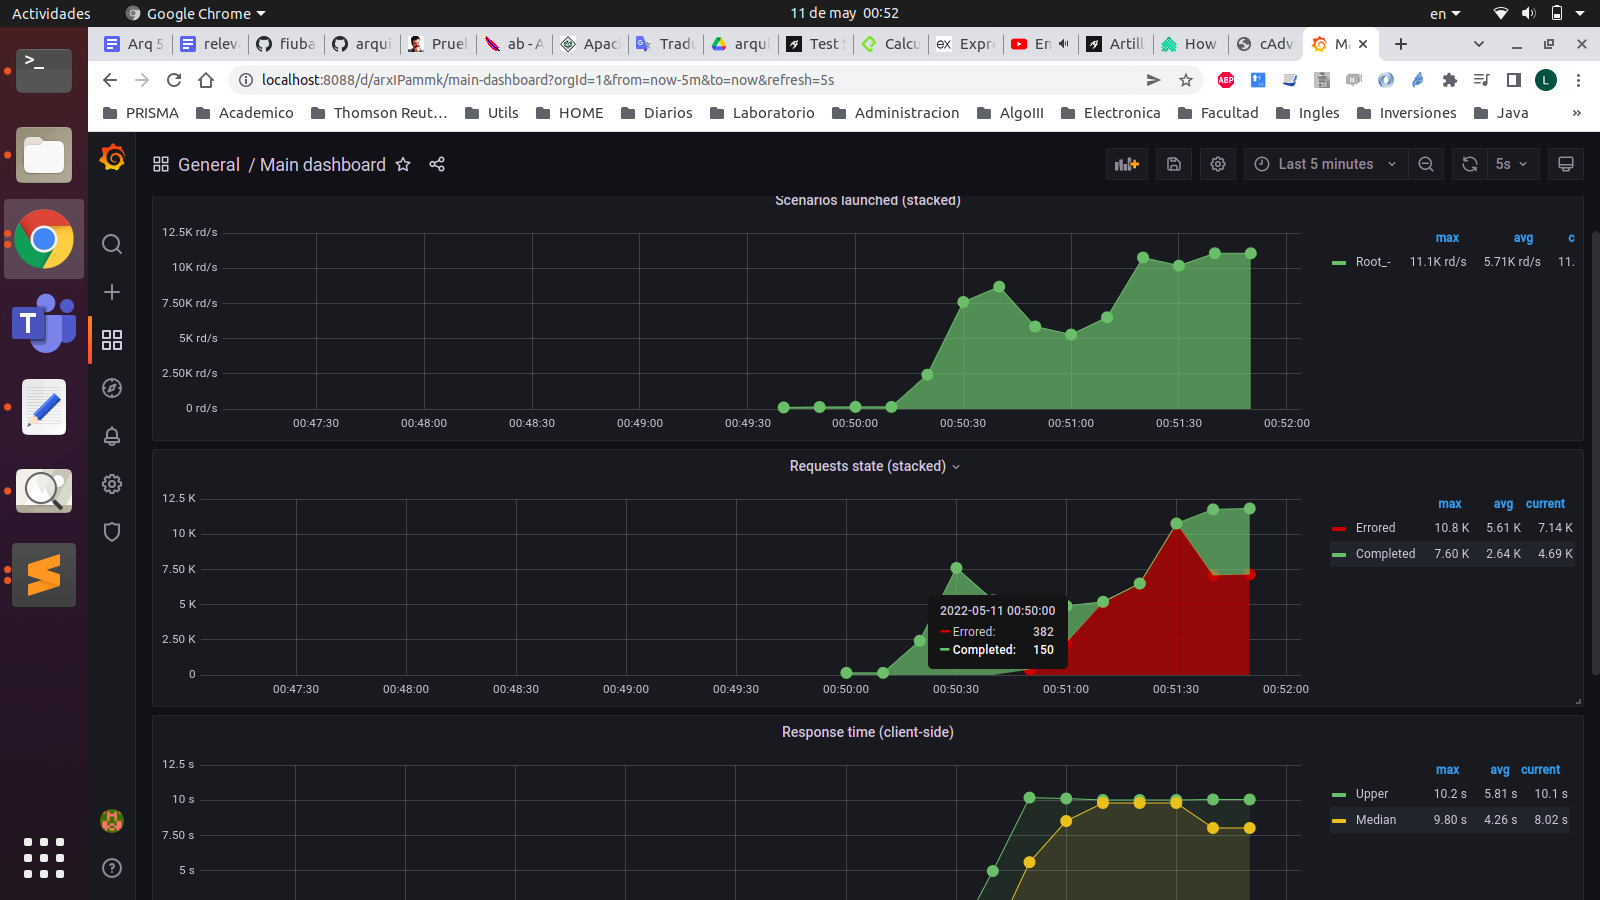 Actividades
Google Chrome
11 de may 00:52
en
Arq 5
relev
fiuba
arqui
Prueb
ab - A
Apac
Tradu
arqui
Test
Calcu
ex Expr
En
Artill
How
cAdv
Ma
localhost:8088/d/arxIPammk/main-dashboard?orgId=1&from=now-5m&to=now&refresh=5s
ABP
L
PRISMA
Academico
Thomson Reut…
Utils
HOME
Diarios
Laboratorio
Administracion
AlgoIII
Electronica
Facultad
Ingles
Inversiones
Java
»
General / Main dashboard
Last 5 minutes
5s
Scenarios launched (stacked)
12.5K rd/s
10K rd/s
7.50K rd/s
5K rd/s
2.50K rd/s
0 rd/s
00:47:30 00:48:00 00:48:30 00:49:00 00:49:30 00:50:00 00:50:30 00:51:00 00:51:30 00:52:00
max avg c
Root_- 11.1K rd/s 5.71K rd/s 11.
Requests state (stacked)
12.5 K
10 K
7.50 K
5 K
2.50 K
0
00:47:30 00:48:00 00:48:30 00:49:00 00:49:30 00:50:00 00:50:30 00:51:00 00:51:30 00:52:00
2022-05-11 00:50:00
Errored: 382
Completed: 150
max avg current
Errored 10.8 K 5.61 K 7.14 K
Completed 7.60 K 2.64 K 4.69 K
Response time (client-side)
12.5 s
10 s
7.50 s
5 s
max avg current
Upper 10.2 s 5.81 s 10.1 s
Median 9.80 s 4.26 s 8.02 s
T